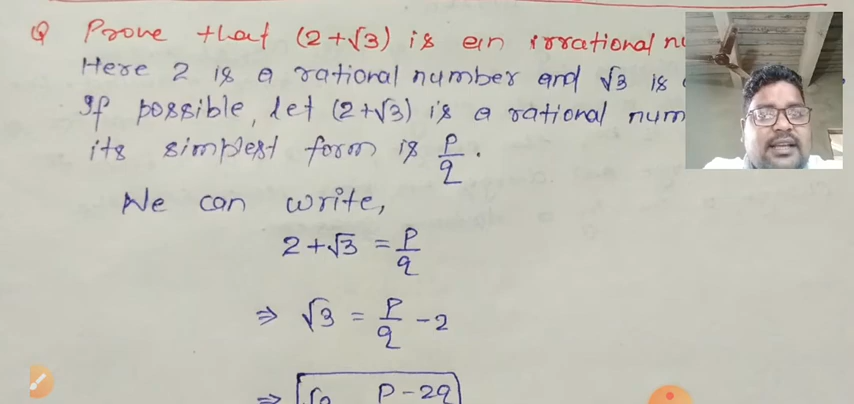 Q Prove that (2+√3) is an irrational
Here 2 is a rational number and √3 is
If possible, let (2+√3) is a rational
its simplest form is p/q.
We can write,
2+√3 = p/q
⇒ √3 = p/q - 2
⇒ P-2q